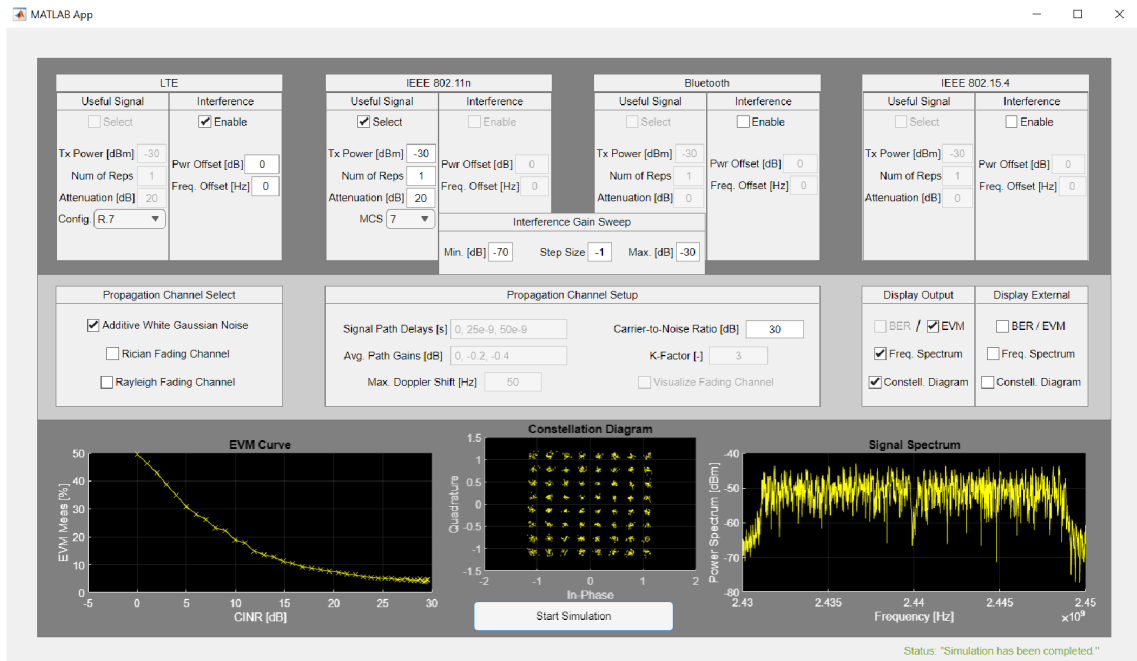 MATLAB App
LTE
Useful Signal Interference
Select Enable
Tx Power [dBm] -30
Pwr Offset [dB] 0
Num of Reps 1
Freq. Offset [Hz] 0
Attenuation [dB] 20
Config. R.7
IEEE 802.11n
Useful Signal Interference
Select Enable
Tx Power [dBm] -30
Pwr Offset [dB] 0
Num of Reps 1
Freq. Offset [Hz] 0
Attenuation [dB] 20
MCS 7
Bluetooth
Useful Signal Interference
Select Enable
Tx Power [dBm] -30
Pwr Offset [dB] 0
Num of Reps 1
Freq. Offset [Hz] 0
Attenuation [dB] 0
IEEE 802.15.4
Useful Signal Interference
Select Enable
Tx Power [dBm] -30
Pwr Offset [dB] 0
Num of Reps 1
Freq. Offset [Hz] 0
Attenuation [dB] 0
Interference Gain Sweep
Min. [dB] -70 Step Size -1 Max. [dB] -30
Propagation Channel Select
Additive White Gaussian Noise
Rician Fading Channel
Rayleigh Fading Channel
Propagation Channel Setup
Signal Path Delays [s] 0, 25e-9, 50e-9 Carrier-to-Noise Ratio [dB] 30
Avg. Path Gains [dB] 0, -0.2, -0.4 K-Factor [-] 3
Max. Doppler Shift [Hz] 50 Visualize Fading Channel
Display Output Display External
BER / EVM BER / EVM
Freq. Spectrum Freq. Spectrum
Constell. Diagram Constell. Diagram
EVM Curve
EVM Meas [%]
50
40
30
20
10
0
-5 0 5 10 15 20 25 30
CINR [dB]
Constellation Diagram
Quadrature
1.5
1
0.5
0
-0.5
-1
-1.5
-2 -1 0 1 2
In-Phase
Signal Spectrum
Power Spectrum [dBm]
-40
-50
-60
-70
-80
2.43 2.435 2.44 2.445 2.45
Frequency [Hz] ×10⁹
Start Simulation
Status: "Simulation has been completed."